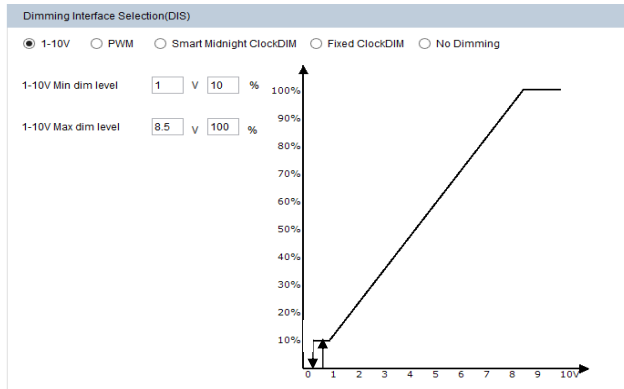 Dimming Interface Selection(DIS)
1-10V PWM Smart Midnight ClockDIM Fixed ClockDIM No Dimming
1-10V Min dim level 1 V 10 %
1-10V Max dim level 8.5 V 100 %
100%
90%
80%
70%
60%
50%
40%
30%
20%
10%
0 1 2 3 4 5 6 7 8 9 10V